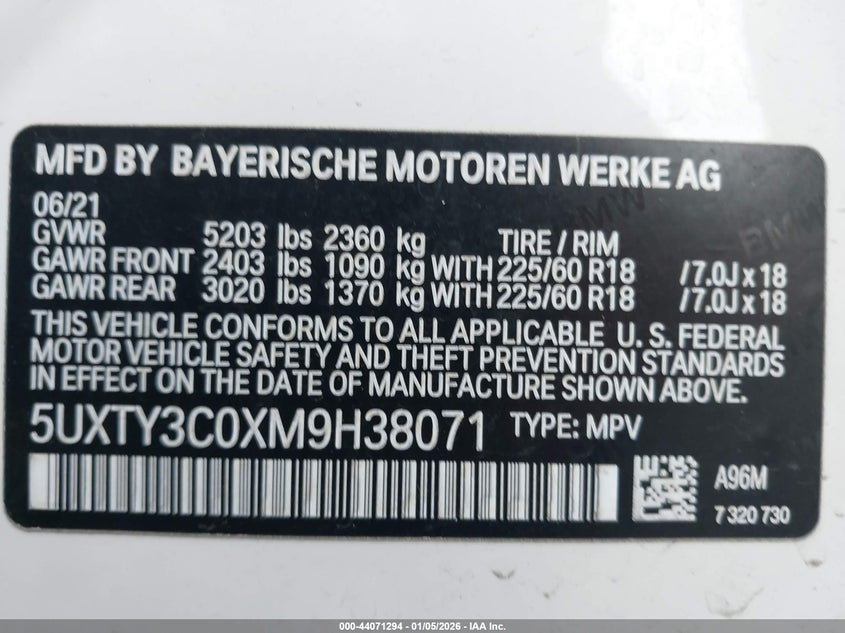 MFD BY BAYERISCHE MOTOREN WERKE AG
06/21
GVWR 5203 lbs 2360 kg TIRE / RIM
GAWR FRONT 2403 lbs 1090 kg WITH 225/60 R18 /7.0J x 18
GAWR REAR 3020 lbs 1370 kg WITH 225/60 R18 /7.0J x 18
THIS VEHICLE CONFORMS TO ALL APPLICABLE U. S. FEDERAL
MOTOR VEHICLE SAFETY AND THEFT PREVENTION STANDARDS
IN EFFECT ON THE DATE OF MANUFACTURE SHOWN ABOVE.
5UXTY3C0XM9H38071 TYPE: MPV
A96M
7 320 730
000-44071294 - 01/05/2026 - IAA Inc.